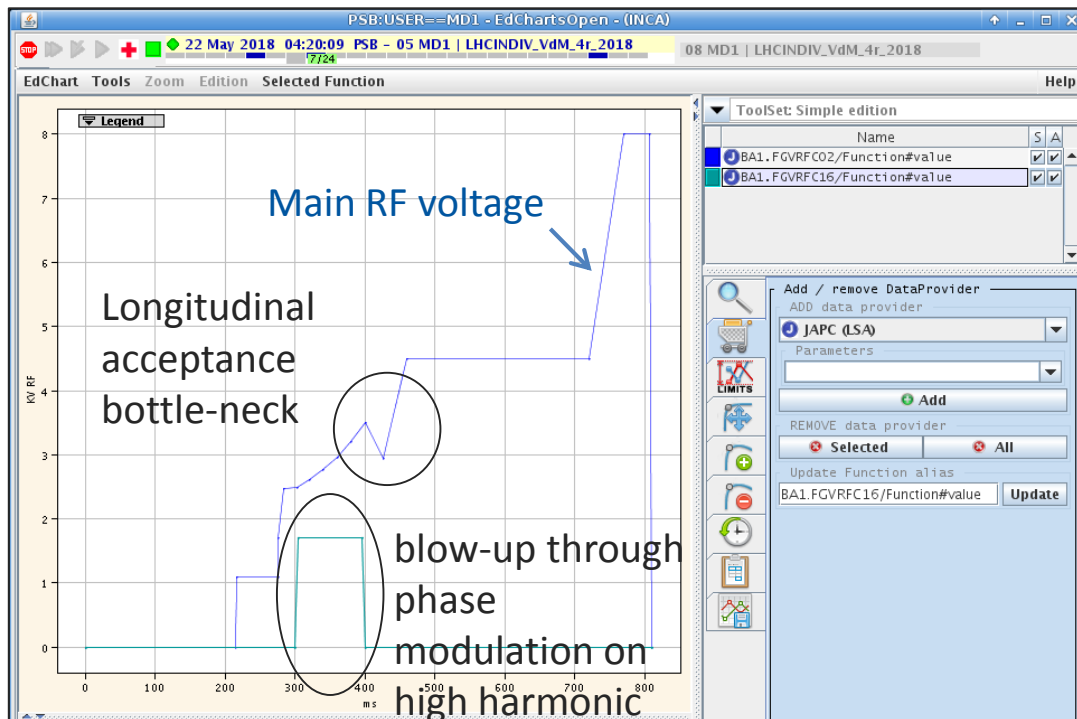 PSB:USER==MD1 - EdChartsOpen - (INCA)
STOP
22 May 2018 04:20:09 PSB - 05 MD1 | LHCINDIV_VdM_4r_2018
7/24
08 MD1 | LHCINDIV_VdM_4r_2018
EdChart Tools Zoom Edition Selected Function Help
Legend
8
7
6
5
4
3
2
1
0
KV RF
0 100 200 300 400 500 600 700 800
ms
Main RF voltage
Longitudinal
acceptance
bottle-neck
blow-up through
phase
modulation on
high harmonic
ToolSet: Simple edition
Name S A
J BA1.FGVRFC02/Function#value
J BA1.FGVRFC16/Function#value
LIMITS
Add / remove DataProvider
ADD data provider
J JAPC (LSA)
Parameters
Add
REMOVE data provider
Selected All
Update Function alias
BA1.FGVRFC16/Function#value Update